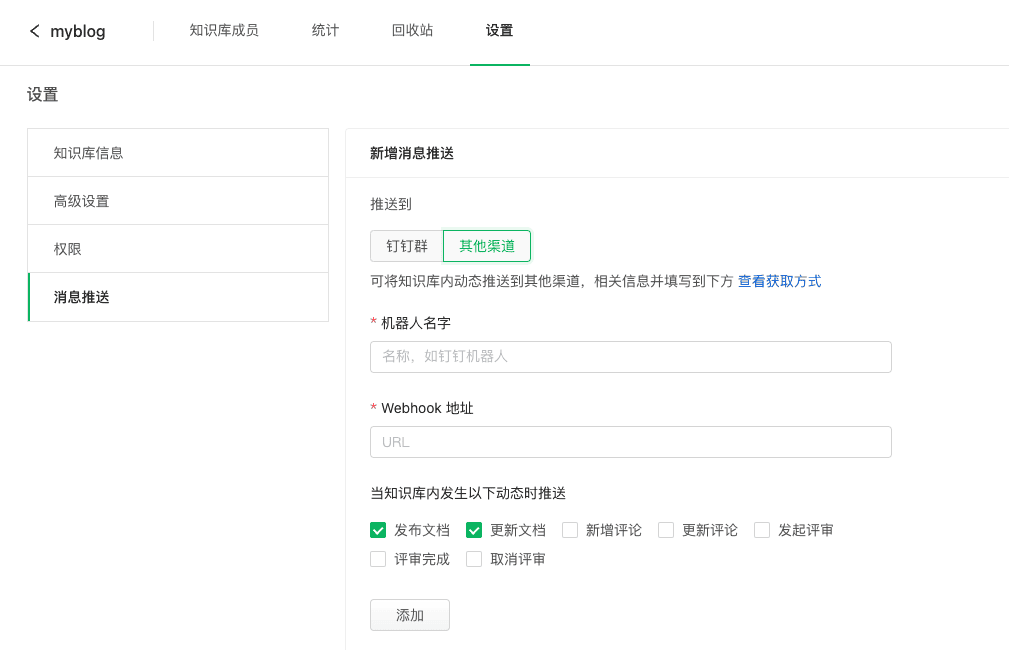 myblog 知识库成员 统计 回收站 设置
设置
知识库信息
高级设置
权限
消息推送
新增消息推送
推送到
钉钉群 其他渠道
可将知识库内动态推送到其他渠道，相关信息并填写到下方 查看获取方式
* 机器人名字
名称，如钉钉机器人
* Webhook 地址
URL
当知识库内发生以下动态时推送
发布文档 更新文档 新增评论 更新评论 发起评审
评审完成 取消评审
添加